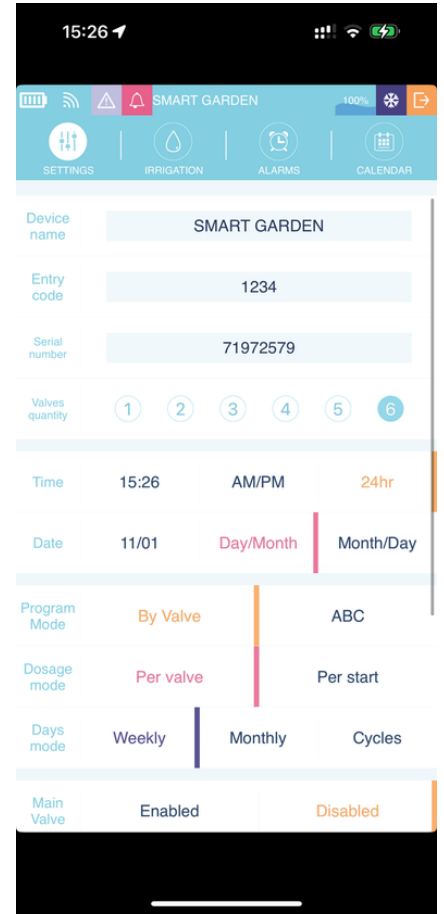 15:26
SMART GARDEN
100%
SETTINGS
IRRIGATION
ALARMS
CALENDAR
Device
name
SMART GARDEN
Entry
code
1234
Serial
number
71972579
Valves
quantity
1 2 3 4 5 6
Time
15:26
AM/PM
24hr
Date
11/01
Day/Month
Month/Day
Program
Mode
By Valve
ABC
Dosage
mode
Per valve
Per start
Days
mode
Weekly
Monthly
Cycles
Main
Valve
Enabled
Disabled